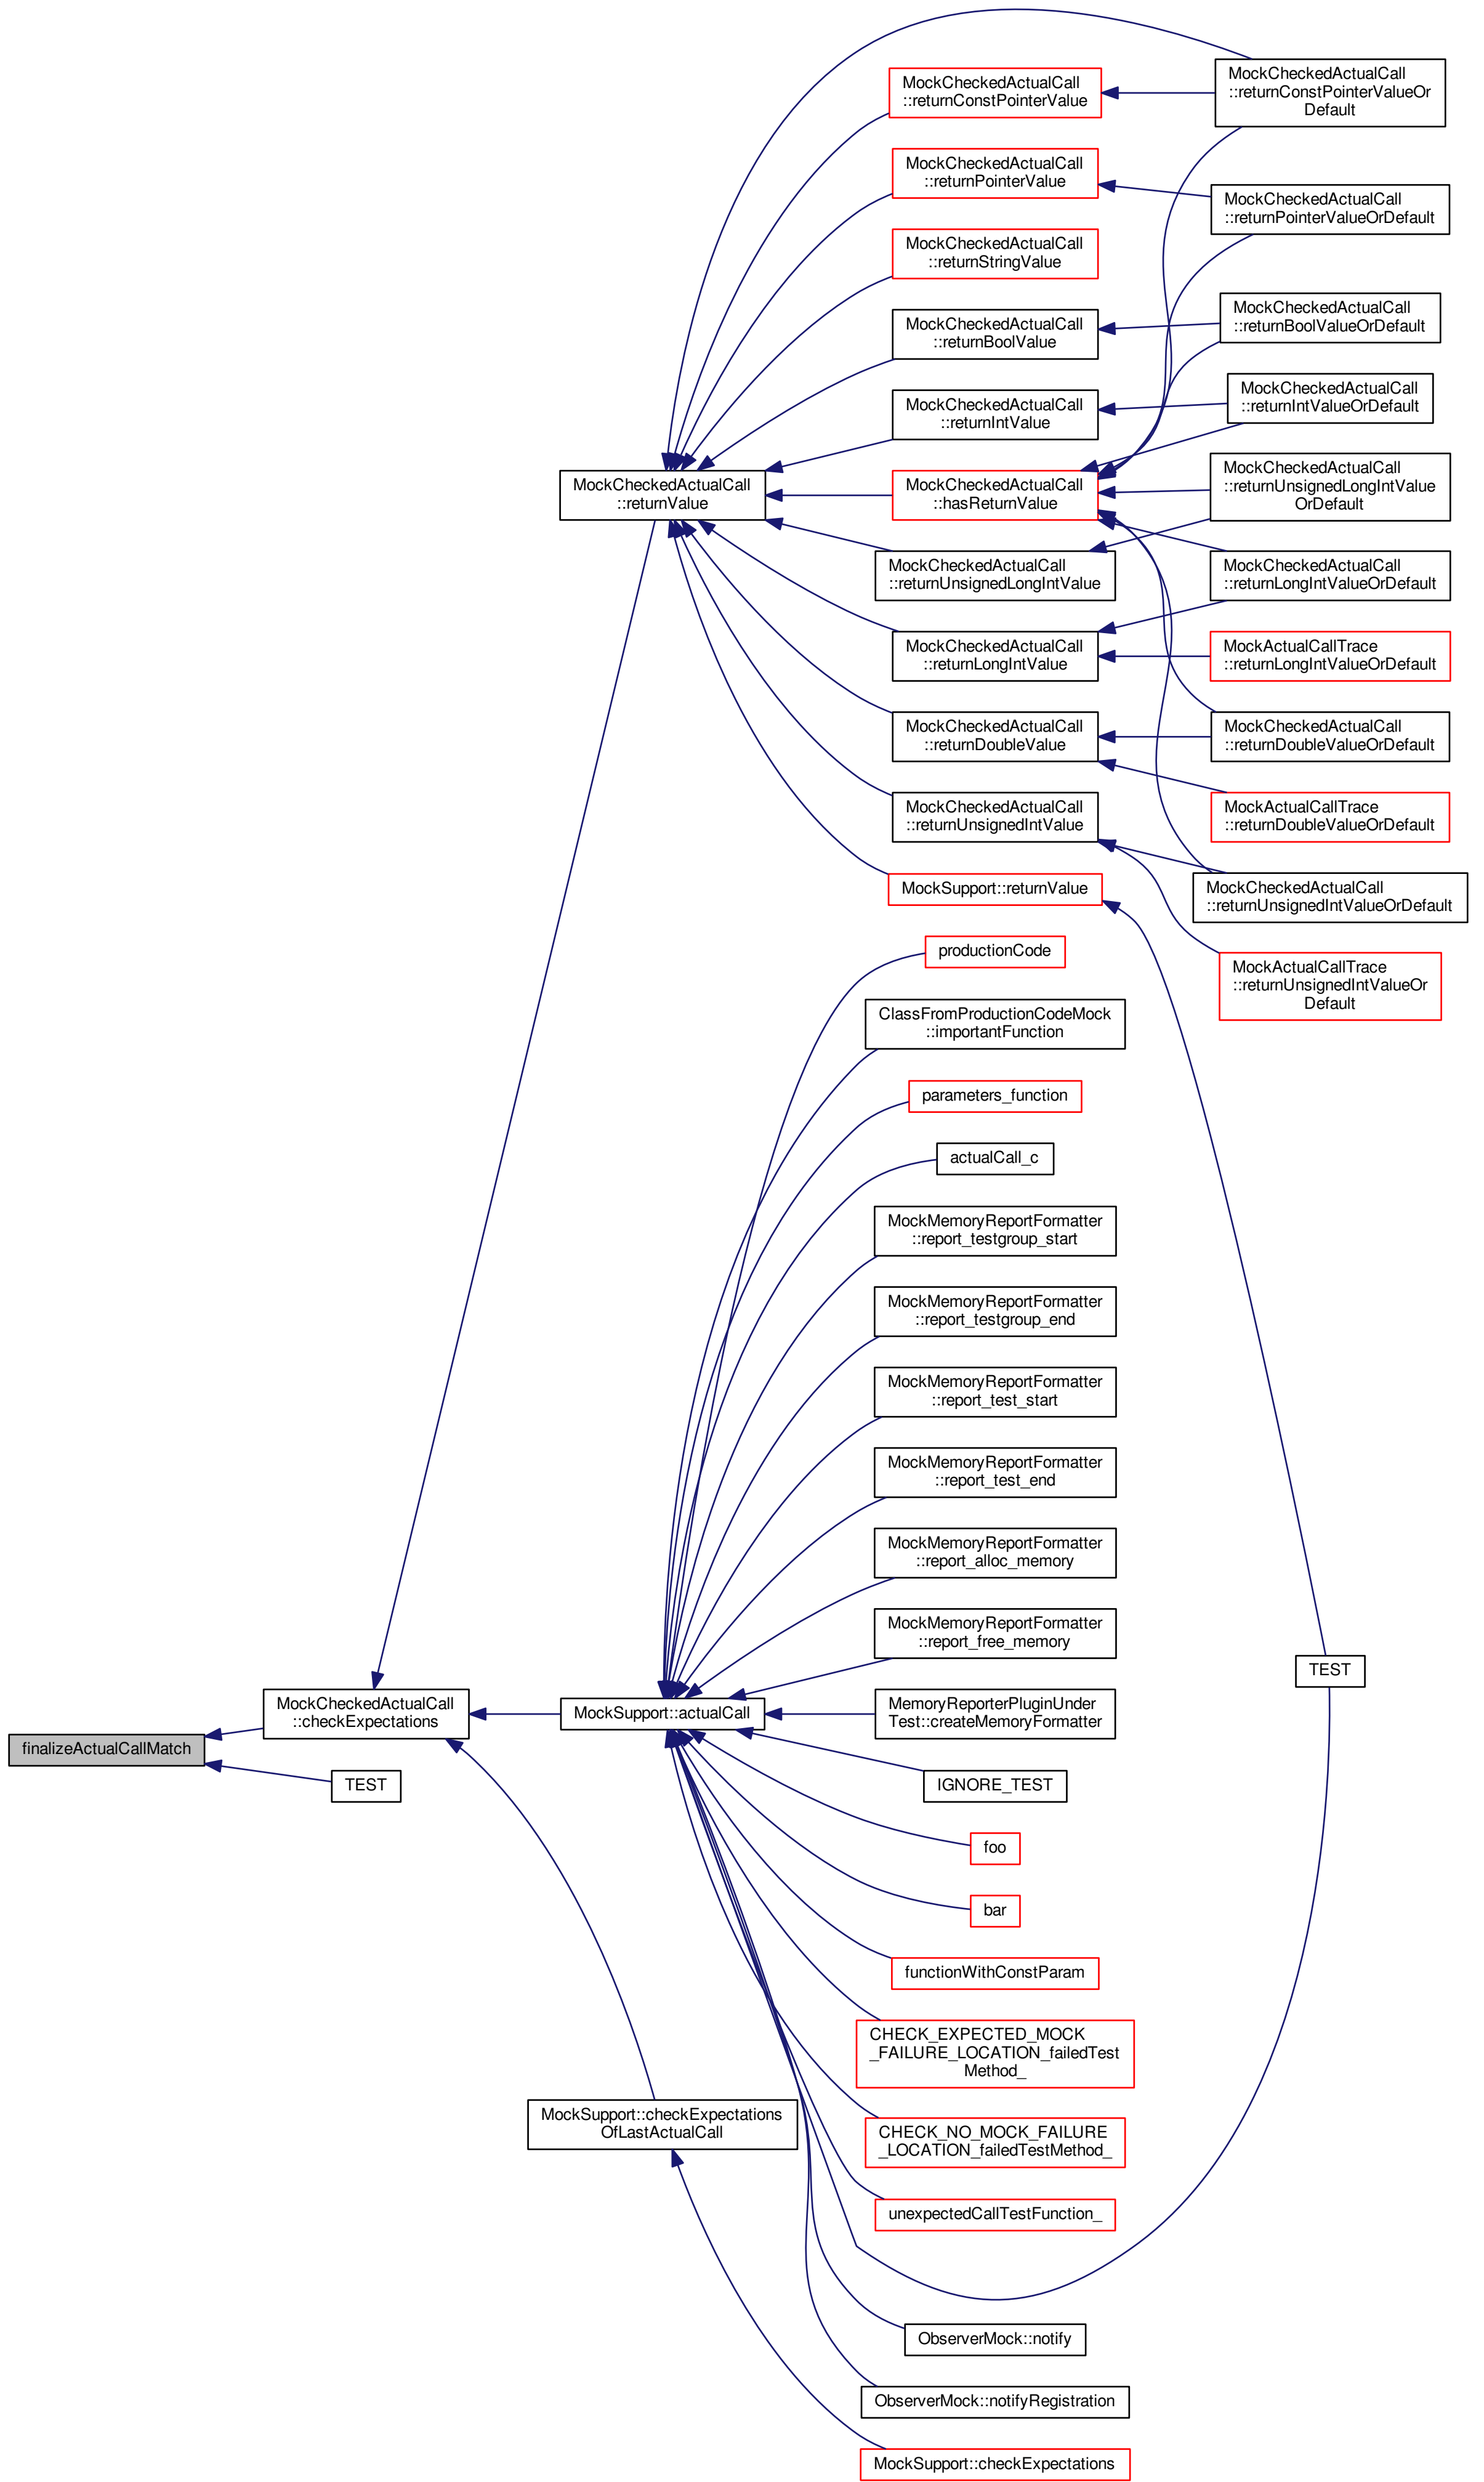 MockCheckedActualCall
::returnConstPointerValueOr
Default
MockCheckedActualCall
::returnConstPointerValue
MockCheckedActualCall
::returnPointerValue
MockCheckedActualCall
::returnPointerValueOrDefault
MockCheckedActualCall
::returnStringValue
MockCheckedActualCall
::returnBoolValue
MockCheckedActualCall
::returnBoolValueOrDefault
MockCheckedActualCall
::returnIntValue
MockCheckedActualCall
::returnIntValueOrDefault
MockCheckedActualCall
::returnValue
MockCheckedActualCall
::hasReturnValue
MockCheckedActualCall
::returnUnsignedLongIntValue
OrDefault
MockCheckedActualCall
::returnUnsignedLongIntValue
MockCheckedActualCall
::returnLongIntValueOrDefault
MockCheckedActualCall
::returnLongIntValue
MockActualCallTrace
::returnLongIntValueOrDefault
MockCheckedActualCall
::returnDoubleValue
MockCheckedActualCall
::returnDoubleValueOrDefault
MockCheckedActualCall
::returnUnsignedIntValue
MockActualCallTrace
::returnDoubleValueOrDefault
MockSupport::returnValue
MockCheckedActualCall
::returnUnsignedIntValueOrDefault
productionCode
MockActualCallTrace
::returnUnsignedIntValueOr
Default
ClassFromProductionCodeMock
::importantFunction
parameters_function
actualCall_c
MockMemoryReportFormatter
::report_testgroup_start
MockMemoryReportFormatter
::report_testgroup_end
MockMemoryReportFormatter
::report_test_start
MockMemoryReportFormatter
::report_test_end
MockMemoryReportFormatter
::report_alloc_memory
MockMemoryReportFormatter
::report_free_memory
TEST
finalizeActualCallMatch
MockCheckedActualCall
::checkExpectations
MockSupport::actualCall
MemoryReporterPluginUnder
Test::createMemoryFormatter
TEST
IGNORE_TEST
foo
bar
functionWithConstParam
CHECK_EXPECTED_MOCK
_FAILURE_LOCATION_failedTest
Method_
MockSupport::checkExpectations
OfLastActualCall
CHECK_NO_MOCK_FAILURE
_LOCATION_failedTestMethod_
unexpectedCallTestFunction_
ObserverMock::notify
ObserverMock::notifyRegistration
MockSupport::checkExpectations